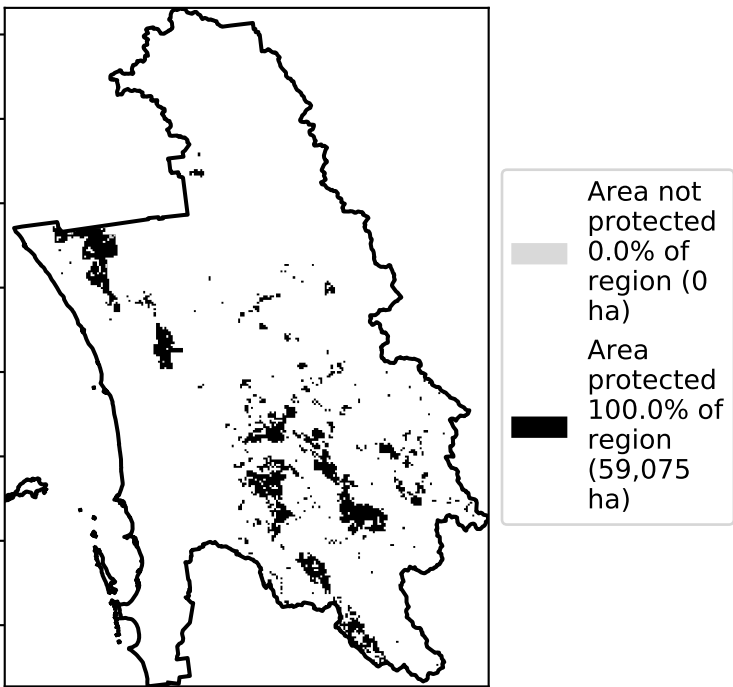 Area not
protected
0.0% of
region (0
ha)
Area
protected
100.0% of
region
(59,075
ha)